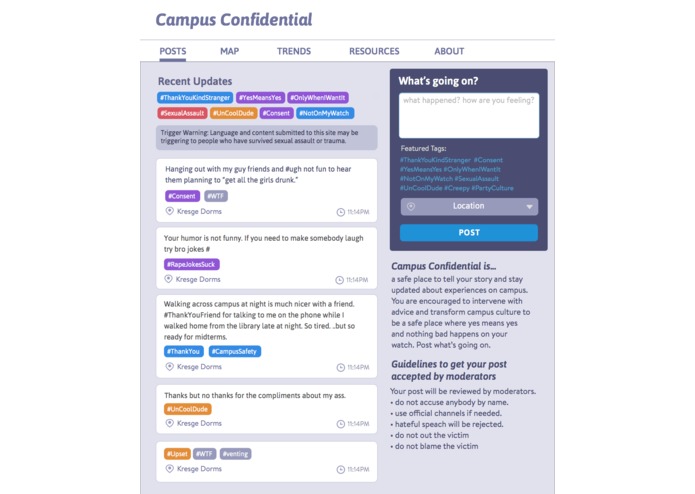 Campus Confidential
POSTS MAP TRENDS RESOURCES ABOUT
Recent Updates
#ThankYouKindStranger #YesMeansYes #OnlyWhenIWantIt
#SexualAssault #UnCoolDude #Consent #NotOnMyWatch
Trigger Warning: Language and content submitted to this site may be
triggering to people who have survived sexual assault or trauma.
Hanging out with my guy friends and #ugh not fun to hear
them planning to "get all the girls drunk."
#Consent #WTF
Kresge Dorms 11:14PM
Your humor is not funny. If you need to make somebody laugh
try bro jokes #
#RapeJokesSuck
Kresge Dorms 11:14PM
Walking across campus at night is much nicer with a friend.
#ThankYouFriend for talking to me on the phone while I
walked home from the library late at night. So tired. ..but so
ready for midterms.
#ThankYou #CampusSafety
Kresge Dorms 11:14PM
Thanks but no thanks for the compliments about my ass.
#UnCoolDude
Kresge Dorms 11:14PM
#Upset #WTF #venting
Kresge Dorms 11:14PM
What's going on?
what happened? how are you feeling?
Featured Tags:
#ThankYouKindStranger #Consent
#YesMeansYes #OnlyWhenIWantIt
#NotOnMyWatch #SexualAssault
#UnCoolDude #Creepy #PartyCulture
Location
POST
Campus Confidential is...
a safe place to tell your story and stay
updated about experiences on campus.
You are encouraged to intervene with
advice and transform campus culture to
be a safe place where yes means yes
and nothing bad happens on your
watch. Post what's going on.
Guidelines to get your post
accepted by moderators
Your post will be reviewed by moderators.
• do not accuse anybody by name.
• use official channels if needed.
• hateful speach will be rejected.
• do not out the victim
• do not blame the victim